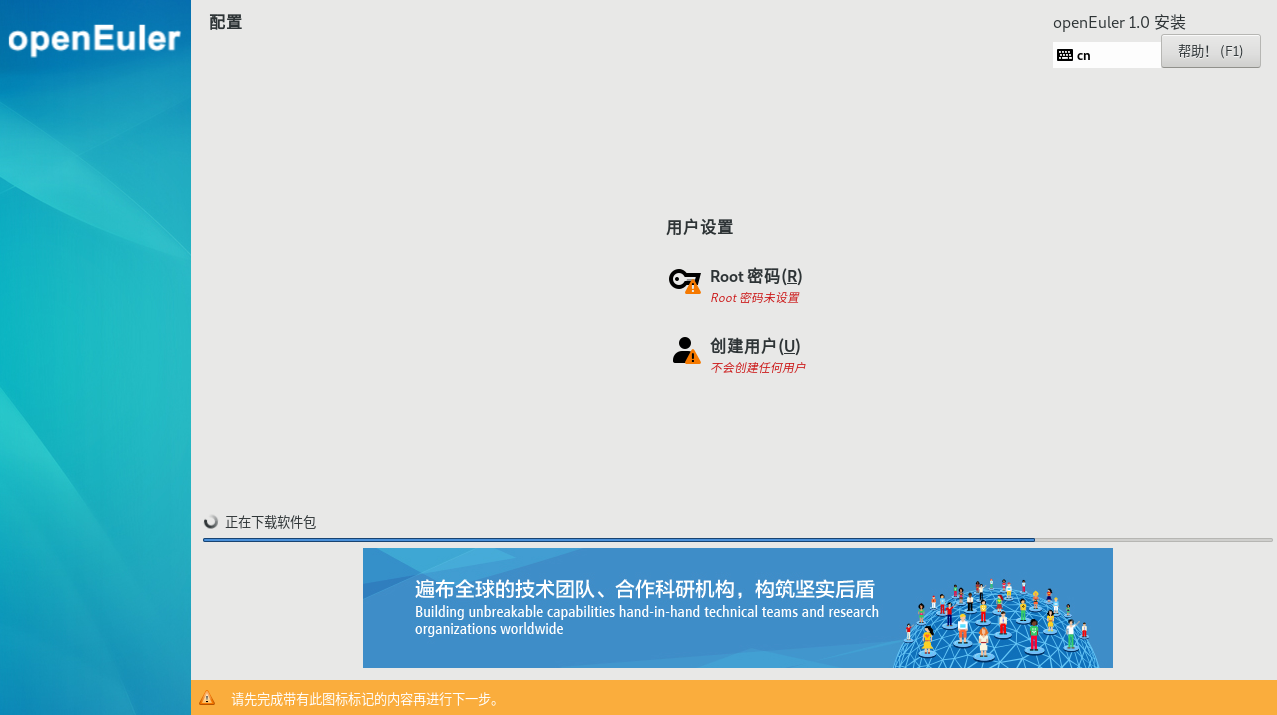 openEuler
配置
openEuler 1.0 安装
cn
帮助! (F1)
用户设置
Root 密码(R)
Root 密码未设置
创建用户(U)
不会创建任何用户
正在下载软件包
遍布全球的技术团队、合作科研机构，构筑坚实后盾
Building unbreakable capabilities hand-in-hand technical teams and research
organizations worldwide
请先完成带有此图标标记的内容再进行下一步。